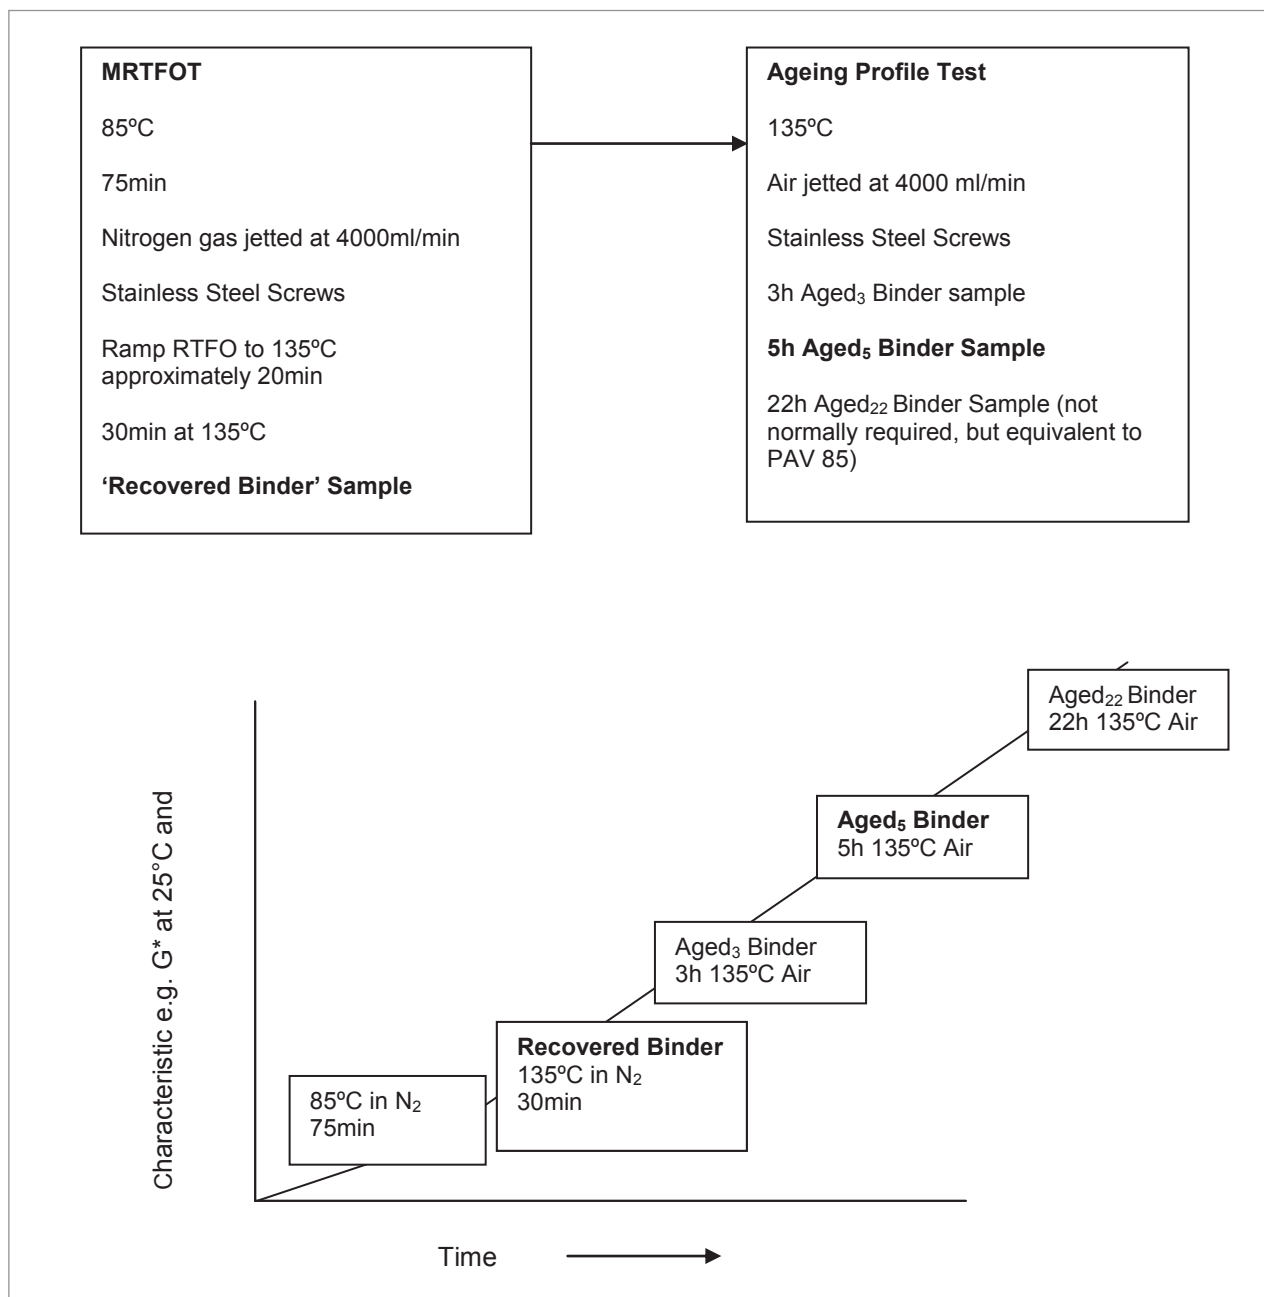 MRTFOT
85ºC
75min
Nitrogen gas jetted at 4000ml/min
Stainless Steel Screws
Ramp RTFO to 135ºC
approximately 20min
30min at 135ºC
‘Recovered Binder’ Sample
Ageing Profile Test
135ºC
Air jetted at 4000 ml/min
Stainless Steel Screws
3h Aged₃ Binder sample
5h Aged₅ Binder Sample
22h Aged₂₂ Binder Sample (not
normally required, but equivalent to
PAV 85)
Characteristic e.g. G* at 25°C and
Aged₂₂ Binder
22h 135ºC Air
Aged₅ Binder
5h 135ºC Air
Aged₃ Binder
3h 135ºC Air
Recovered Binder
135ºC in N₂
30min
85ºC in N₂
75min
Time